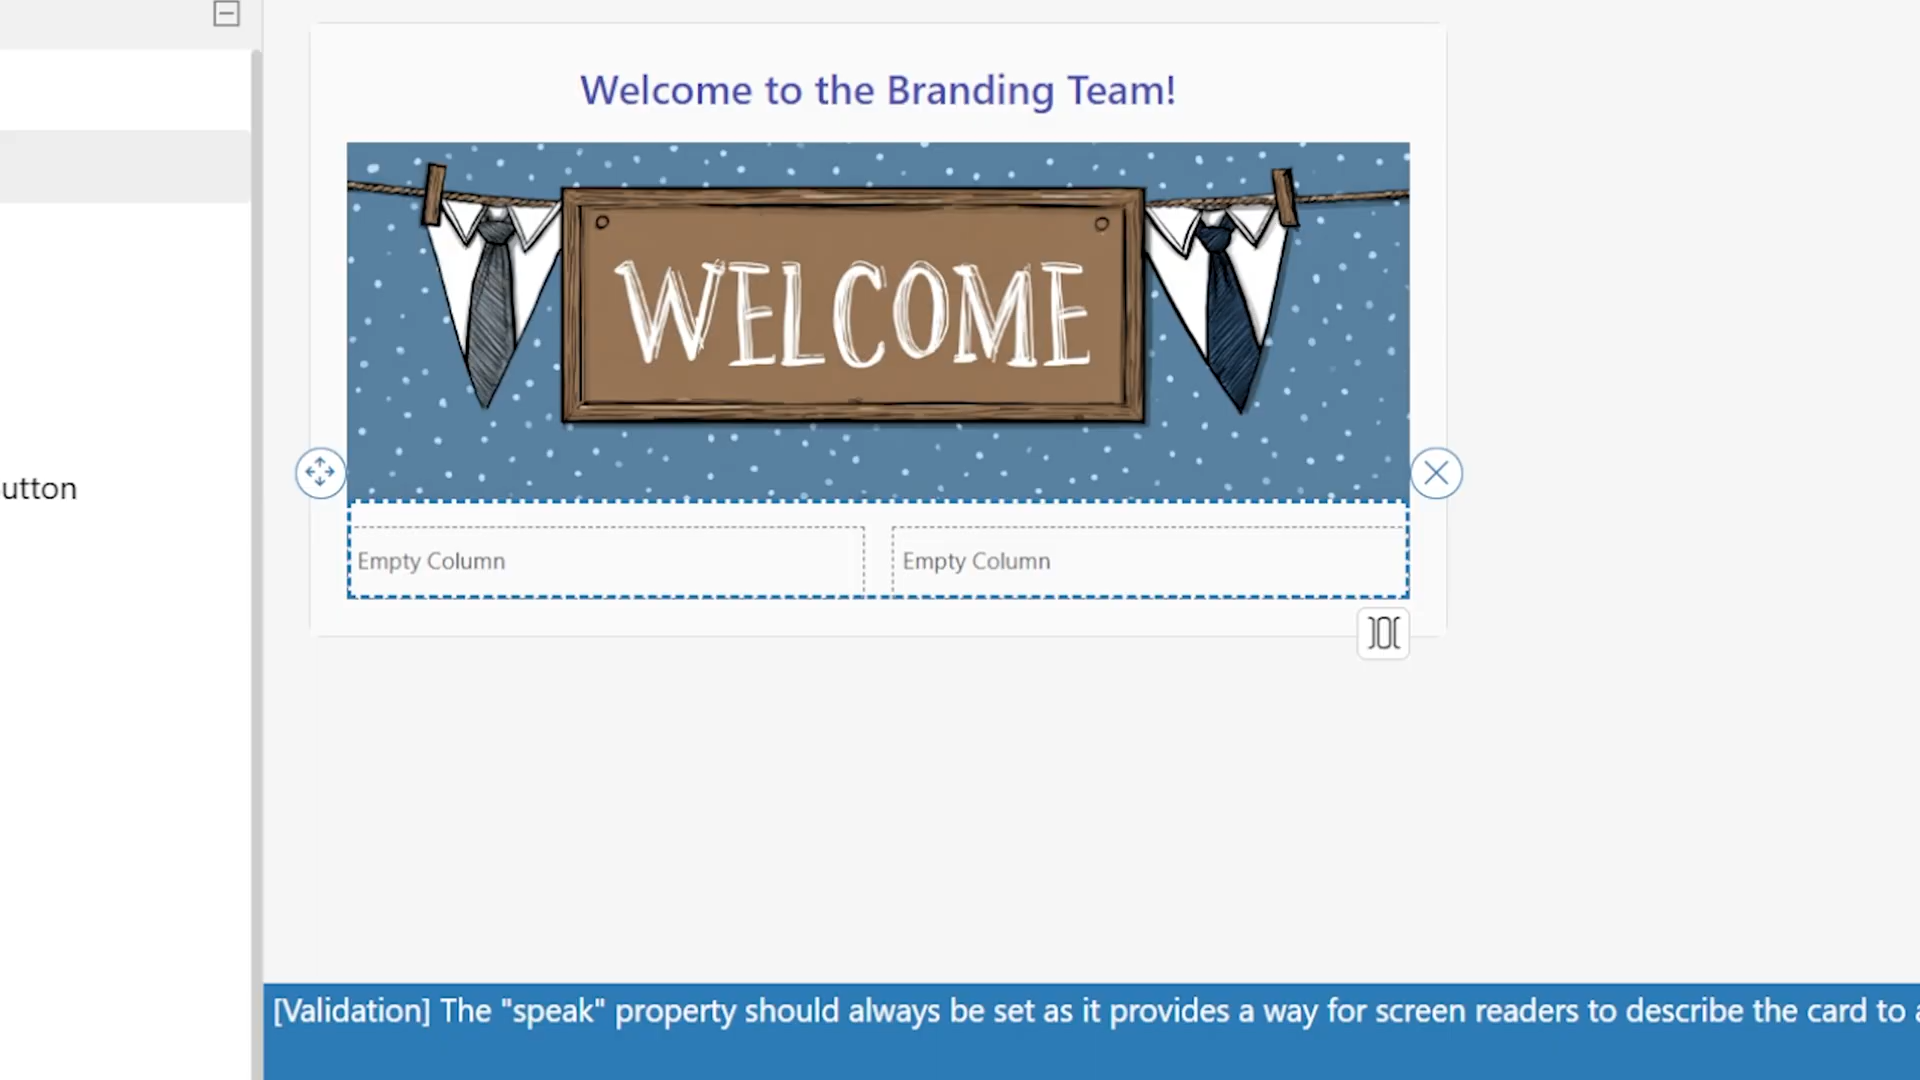 Welcome to the Branding Team!
WELCOME
utton
Empty Column
Empty Column
[Validation] The "speak" property should always be set as it provides a way for screen readers to describe the card to